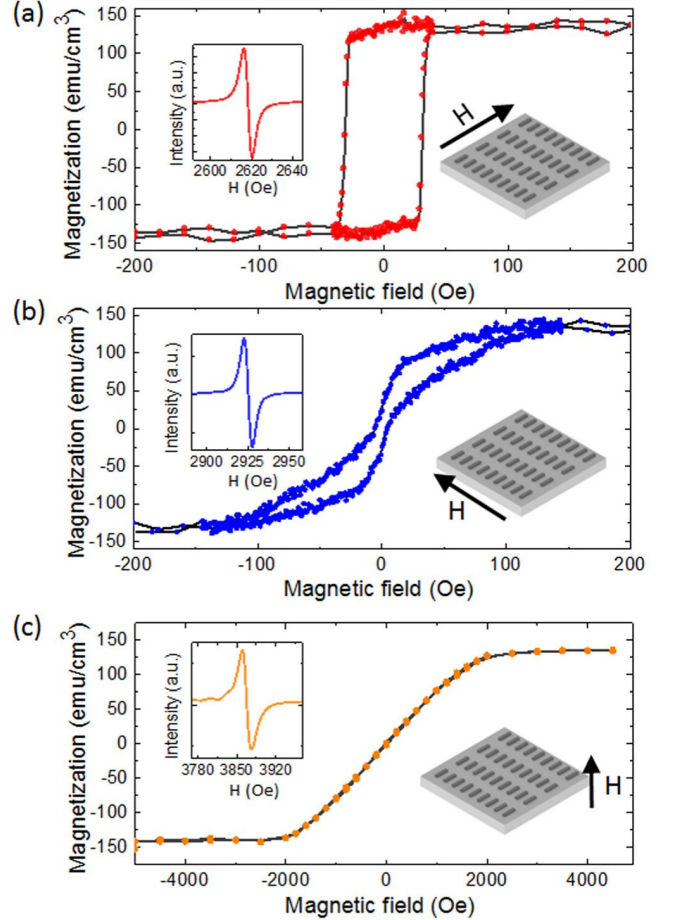 (a)
150
100
50
0
-50
-100
-150
Magnetization (emu/cm³)
Intensity (a.u.)
2600 2620 2640
H (Oe)
H
-200 -100 0 100 200
Magnetic field (Oe)
(b)
150
100
50
0
-50
-100
-150
Magnetization (emu/cm³)
Intensity (a.u.)
2900 2925 2950
H (Oe)
H
-200 -100 0 100 200
Magnetic field (Oe)
(c)
150
100
50
0
-50
-100
-150
Magnetization (emu/cm³)
Intensity (a.u.)
3780 3850 3920
H (Oe)
H
-4000 -2000 0 2000 4000
Magnetic field (Oe)